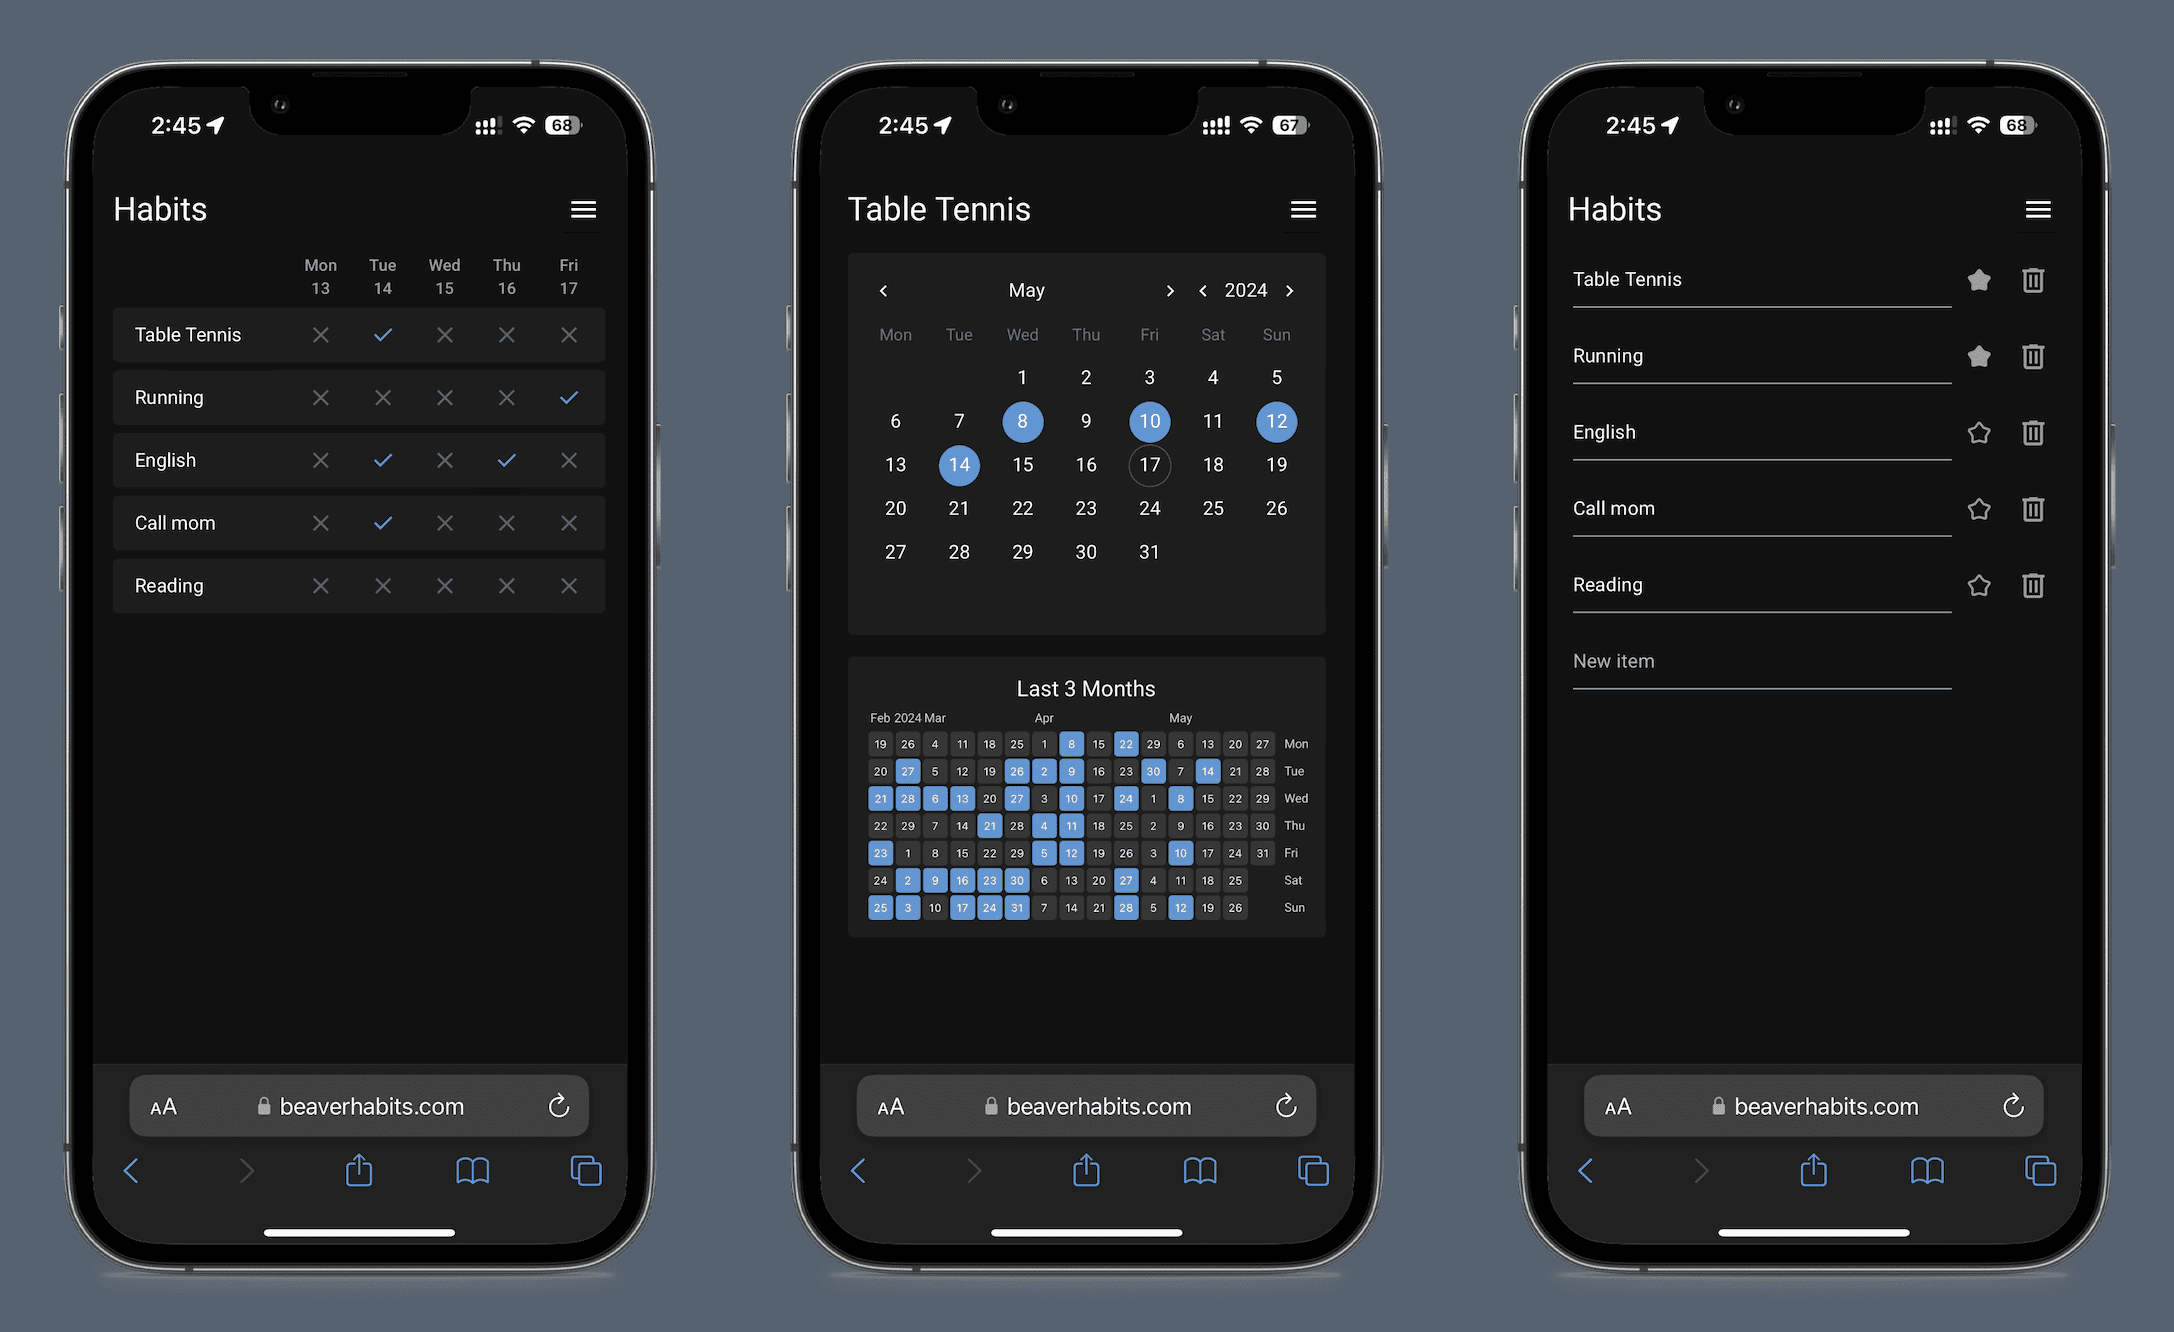 2:45 68
Habits
Mon Tue Wed Thu Fri
13 14 15 16 17
Table Tennis
Running
English
Call mom
Reading
AA beaverhabits.com
2:45 67
Table Tennis
May 2024
Mon Tue Wed Thu Fri Sat Sun
1 2 3 4 5
6 7 8 9 10 11 12
13 14 15 16 17 18 19
20 21 22 23 24 25 26
27 28 29 30 31
Last 3 Months
Feb 2024 Mar Apr May
19 26 4 11 18 25 1 8 15 22 29 6 13 20 27 Mon
20 27 5 12 19 26 2 9 16 23 30 7 14 21 28 Tue
21 28 6 13 20 27 3 10 17 24 1 8 15 22 29 Wed
22 29 7 14 21 28 4 11 18 25 2 9 16 23 30 Thu
23 1 8 15 22 29 5 12 19 26 3 10 17 24 31 Fri
24 2 9 16 23 30 6 13 20 27 4 11 18 25 Sat
25 3 10 17 24 31 7 14 21 28 5 12 19 26 Sun
AA beaverhabits.com
2:45 68
Habits
Table Tennis
Running
English
Call mom
Reading
New item
AA beaverhabits.com